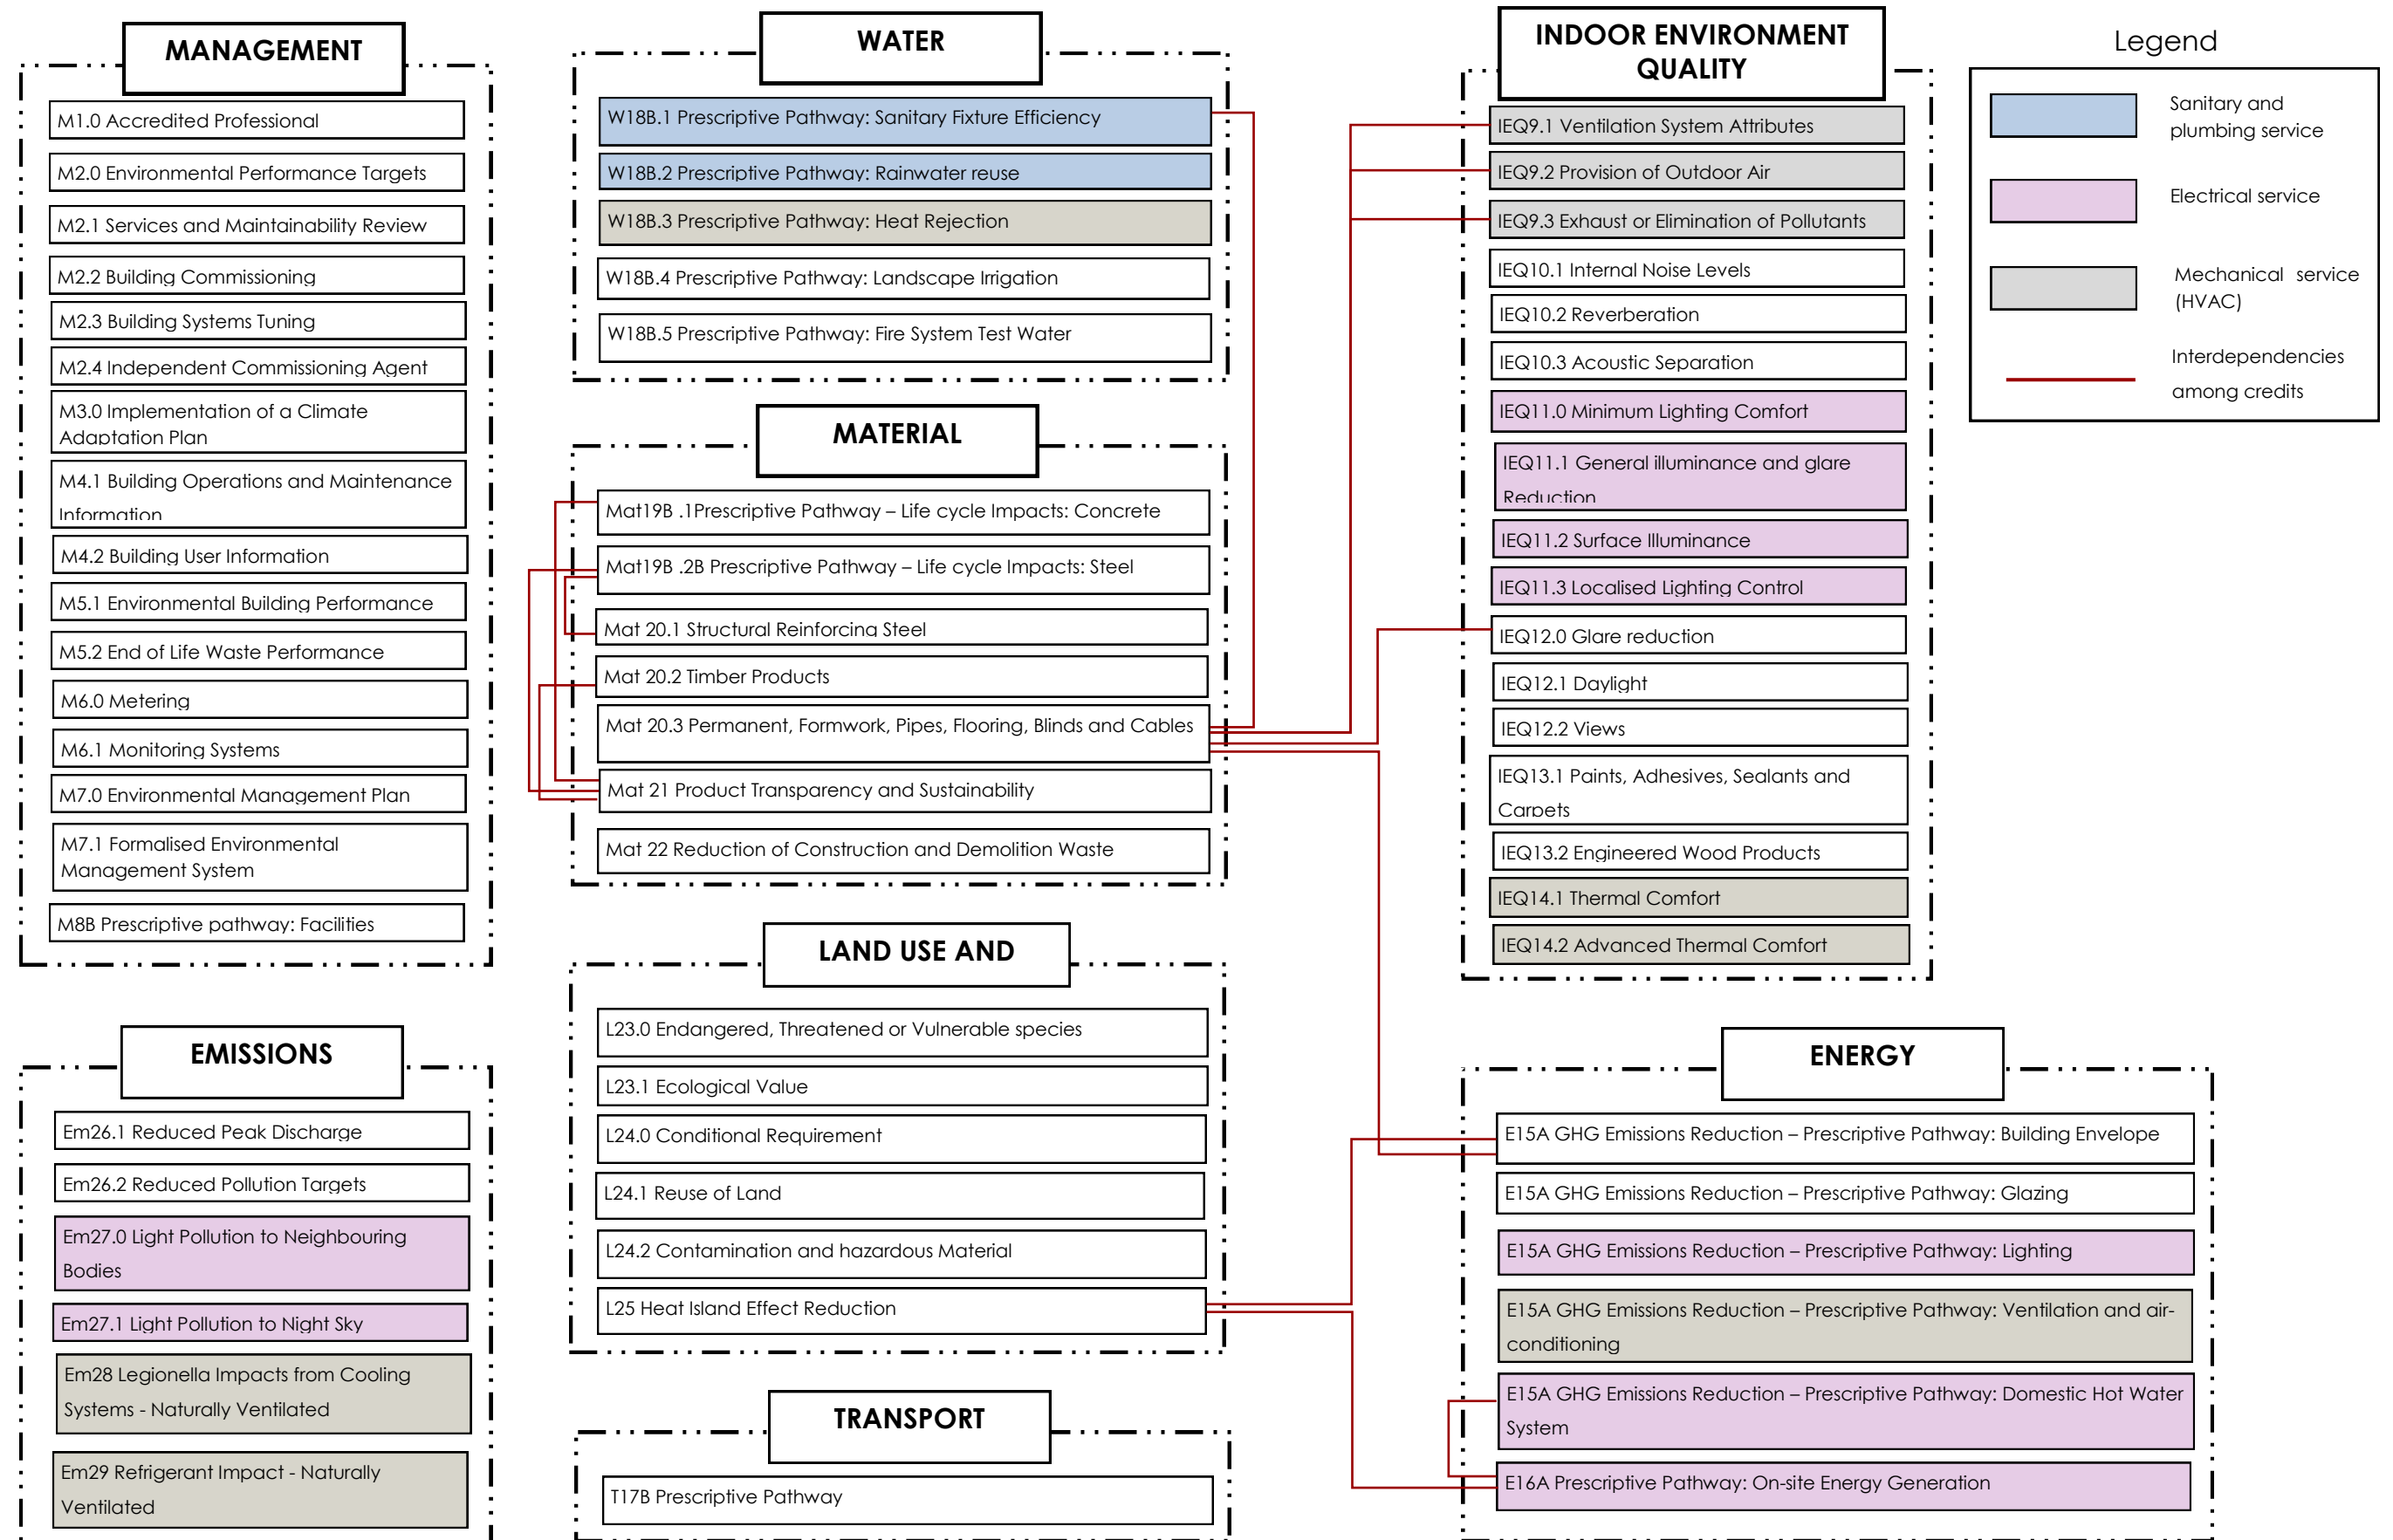 MANAGEMENT
M1.0 Accredited Professional
M2.0 Environmental Performance Targets
M2.1 Services and Maintainability Review
M2.2 Building Commissioning
M2.3 Building Systems Tuning
M2.4 Independent Commissioning Agent
M3.0 Implementation of a Climate
Adaptation Plan
M4.1 Building Operations and Maintenance
Information
M4.2 Building User Information
M5.1 Environmental Building Performance
M5.2 End of Life Waste Performance
M6.0 Metering
M6.1 Monitoring Systems
M7.0 Environmental Management Plan
M7.1 Formalised Environmental
Management System
M8B Prescriptive pathway: Facilities
EMISSIONS
Em26.1 Reduced Peak Discharge
Em26.2 Reduced Pollution Targets
Em27.0 Light Pollution to Neighbouring
Bodies
Em27.1 Light Pollution to Night Sky
Em28 Legionella Impacts from Cooling
Systems - Naturally Ventilated
Em29 Refrigerant Impact - Naturally
Ventilated
WATER
W18B.1 Prescriptive Pathway: Sanitary Fixture Efficiency
W18B.2 Prescriptive Pathway: Rainwater reuse
W18B.3 Prescriptive Pathway: Heat Rejection
W18B.4 Prescriptive Pathway: Landscape Irrigation
W18B.5 Prescriptive Pathway: Fire System Test Water
MATERIAL
Mat19B .1Prescriptive Pathway – Life cycle Impacts: Concrete
Mat19B .2B Prescriptive Pathway – Life cycle Impacts: Steel
Mat 20.1 Structural Reinforcing Steel
Mat 20.2 Timber Products
Mat 20.3 Permanent, Formwork, Pipes, Flooring, Blinds and Cables
Mat 21 Product Transparency and Sustainability
Mat 22 Reduction of Construction and Demolition Waste
LAND USE AND
L23.0 Endangered, Threatened or Vulnerable species
L23.1 Ecological Value
L24.0 Conditional Requirement
L24.1 Reuse of Land
L24.2 Contamination and hazardous Material
L25 Heat Island Effect Reduction
TRANSPORT
T17B Prescriptive Pathway
INDOOR ENVIRONMENT
QUALITY
IEQ9.1 Ventilation System Attributes
IEQ9.2 Provision of Outdoor Air
IEQ9.3 Exhaust or Elimination of Pollutants
IEQ10.1 Internal Noise Levels
IEQ10.2 Reverberation
IEQ10.3 Acoustic Separation
IEQ11.0 Minimum Lighting Comfort
IEQ11.1 General illuminance and glare
Reduction
IEQ11.2 Surface Illuminance
IEQ11.3 Localised Lighting Control
IEQ12.0 Glare reduction
IEQ12.1 Daylight
IEQ12.2 Views
IEQ13.1 Paints, Adhesives, Sealants and
Carpets
IEQ13.2 Engineered Wood Products
IEQ14.1 Thermal Comfort
IEQ14.2 Advanced Thermal Comfort
ENERGY
E15A GHG Emissions Reduction – Prescriptive Pathway: Building Envelope
E15A GHG Emissions Reduction – Prescriptive Pathway: Glazing
E15A GHG Emissions Reduction – Prescriptive Pathway: Lighting
E15A GHG Emissions Reduction – Prescriptive Pathway: Ventilation and air-
conditioning
E15A GHG Emissions Reduction – Prescriptive Pathway: Domestic Hot Water
System
E16A Prescriptive Pathway: On-site Energy Generation
Legend
Sanitary and
plumbing service
Electrical service
Mechanical service
(HVAC)
Interdependencies
among credits